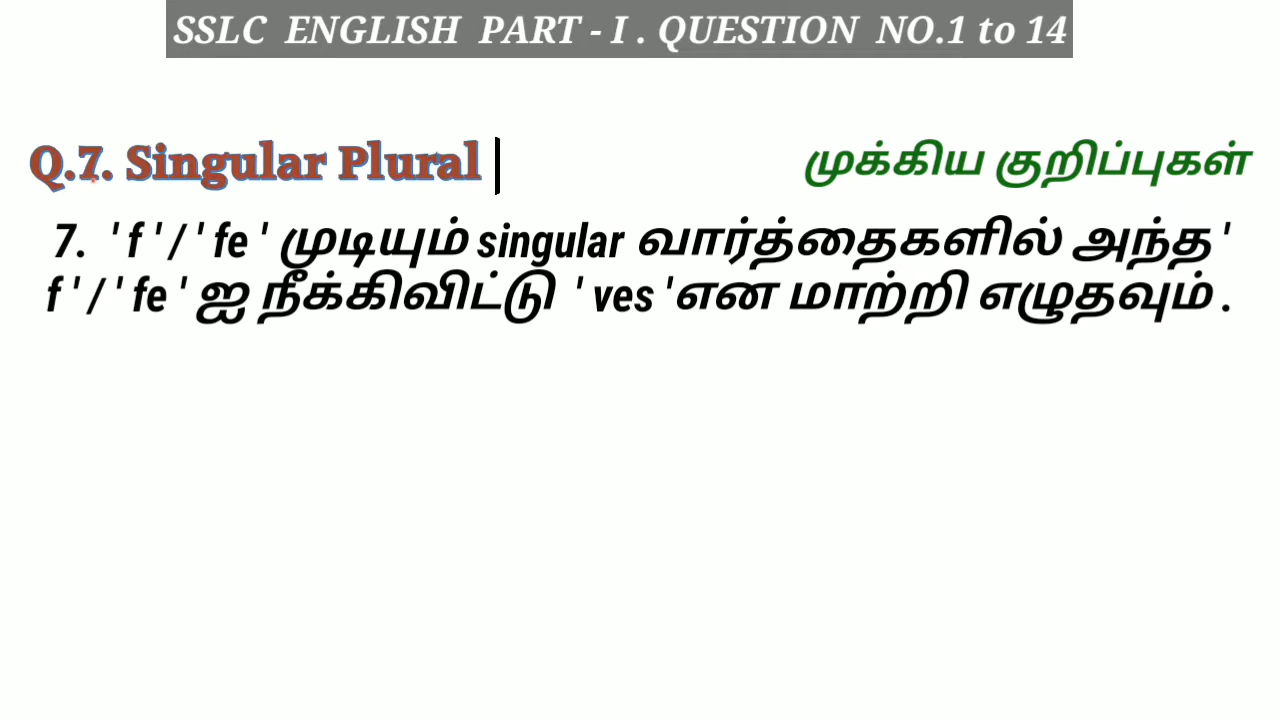 SSLC ENGLISH PART - I . QUESTION NO.1 to 14
Q.7. Singular Plural | முக்கிய குறிப்புகள்
7. ' f ' / ' fe ' முடியும் singular வார்த்தைகளில் அந்த '
f ' / ' fe ' ஐ நீக்கிவிட்டு ' ves 'என மாற்றி எழுதவும் .